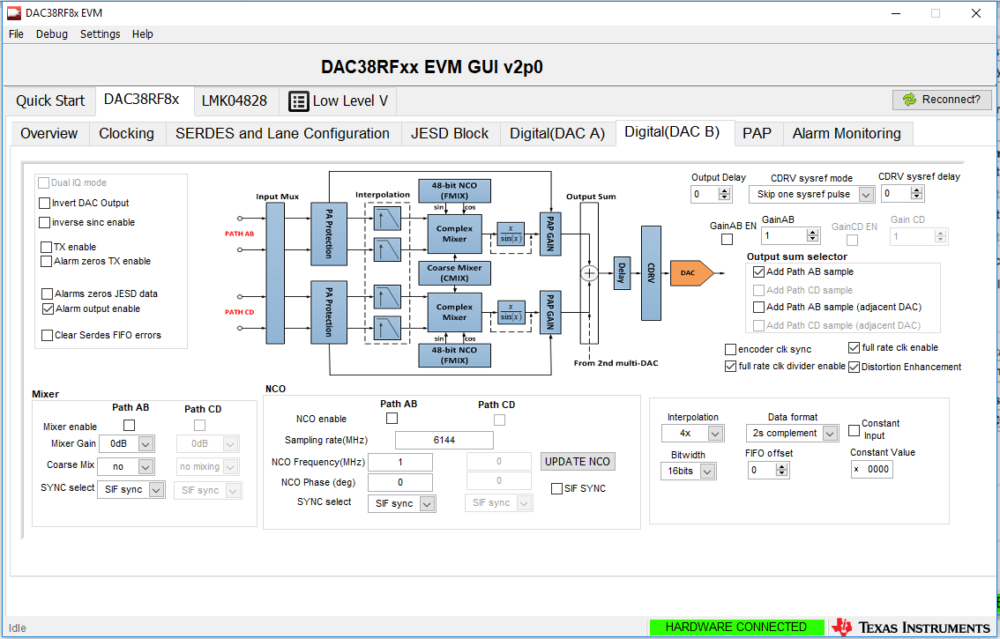 DAC38RF8x EVM
File Debug Settings Help
DAC38RFxx EVM GUI v2p0
Quick Start DAC38RF8x LMK04828 Low Level V Reconnect?
Overview Clocking SERDES and Lane Configuration JESD Block Digital(DAC A) Digital(DAC B) PAP Alarm Monitoring
Dual IQ mode
Invert DAC Output
inverse sinc enable
TX enable
Alarm zeros TX enable
Alarms zeros JESD data
Alarm output enable
Clear Serdes FIFO errors
Input Mux
PATH AB
PATH CD
PA Protection
PA Protection
Interpolation
48-bit NCO
(FMIX)
sin cos
Complex
Mixer
Coarse Mixer
(CMIX)
Complex
Mixer
sin cos
48-bit NCO
(FMIX)
x
sin(x)
x
sin(x)
PAP GAIN
PAP GAIN
Output Sum
From 2nd multi-DAC
Delay
CDRV
DAC
Output Delay CDRV sysref mode CDRV sysref delay
0 Skip one sysref pulse 0
GainAB EN GainAB GainCD EN Gain CD
1 1
Output sum selector
Add Path AB sample
Add Path CD sample
Add Path AB sample (adjacent DAC)
Add Path CD sample (adjacent DAC)
encoder clk sync full rate clk enable
full rate clk divider enable Distortion Enhancement
Mixer
Path AB Path CD
Mixer enable
Mixer Gain 0dB 0dB
Coarse Mix no no mixing
SYNC select SIF sync SIF sync
NCO
Path AB Path CD
NCO enable
Sampling rate(MHz) 6144
NCO Frequency(MHz) 1 0 UPDATE NCO
NCO Phase (deg) 0 0 SIF SYNC
SYNC select SIF sync SIF sync
Interpolation Data format Constant
Input
4x 2s complement
Bitwidth FIFO offset Constant Value
16bits 0 x 0000
Idle HARDWARE CONNECTED TEXAS INSTRUMENTS